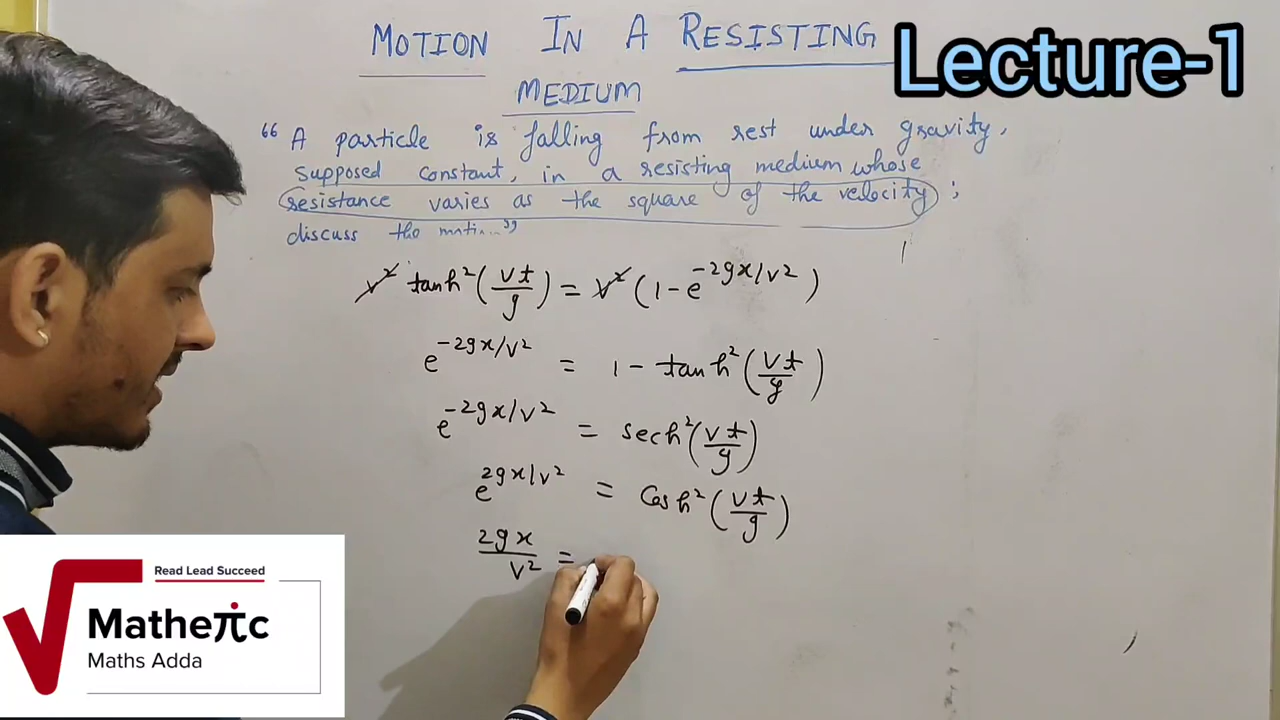 MOTION IN A RESISTING
Lecture-1
MEDIUM
“ A particle is falling from rest under gravity,
supposed constant, in a resisting medium whose
resistance varies as the square of the velocity ;
discuss the motion.”
V² tanh²(Vt/g) = V² (1 - e^-2gx/V²)
e^-2gx/V² = 1 - tanh²(Vt/g)
e^-2gx/V² = sech²(Vt/g)
e^2gx/V² = Cosh²(Vt/g)
2gx/V² =
Read Lead Succeed
Matheπc
Maths Adda